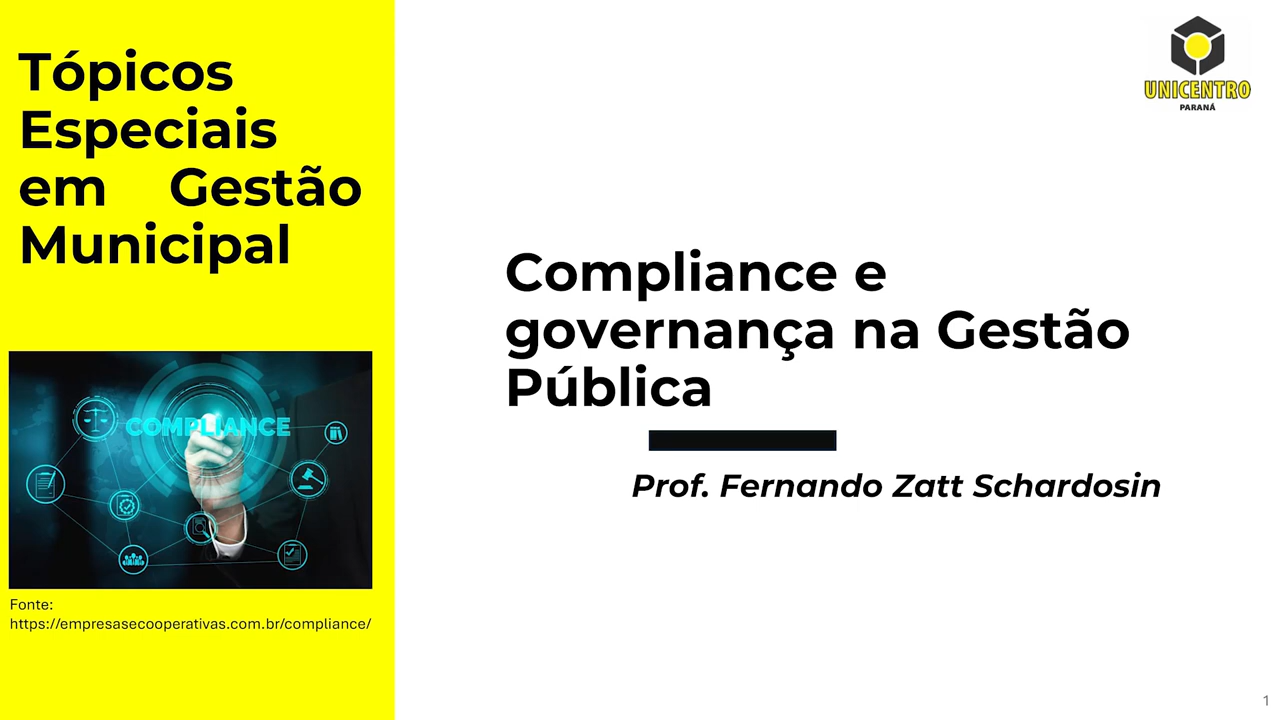 Tópicos
Especiais
em Gestão
Municipal
COMPLIANCE
Fonte:
https://empresasecooperativas.com.br/compliance/
UNICENTRO
PARANÁ
Compliance e
governança na Gestão
Pública
Prof. Fernando Zatt Schardosin
1